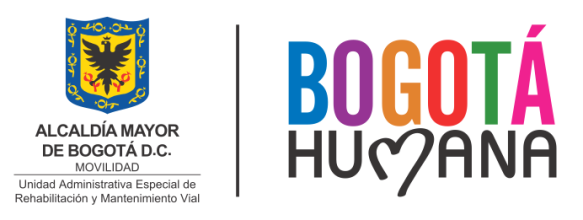 ALCALDÍA MAYOR
DE BOGOTÁ D.C.
MOVILIDAD
Unidad Administrativa Especial de
Rehabilitación y Mantenimiento Vial
BOGOTÁ
HUMANA